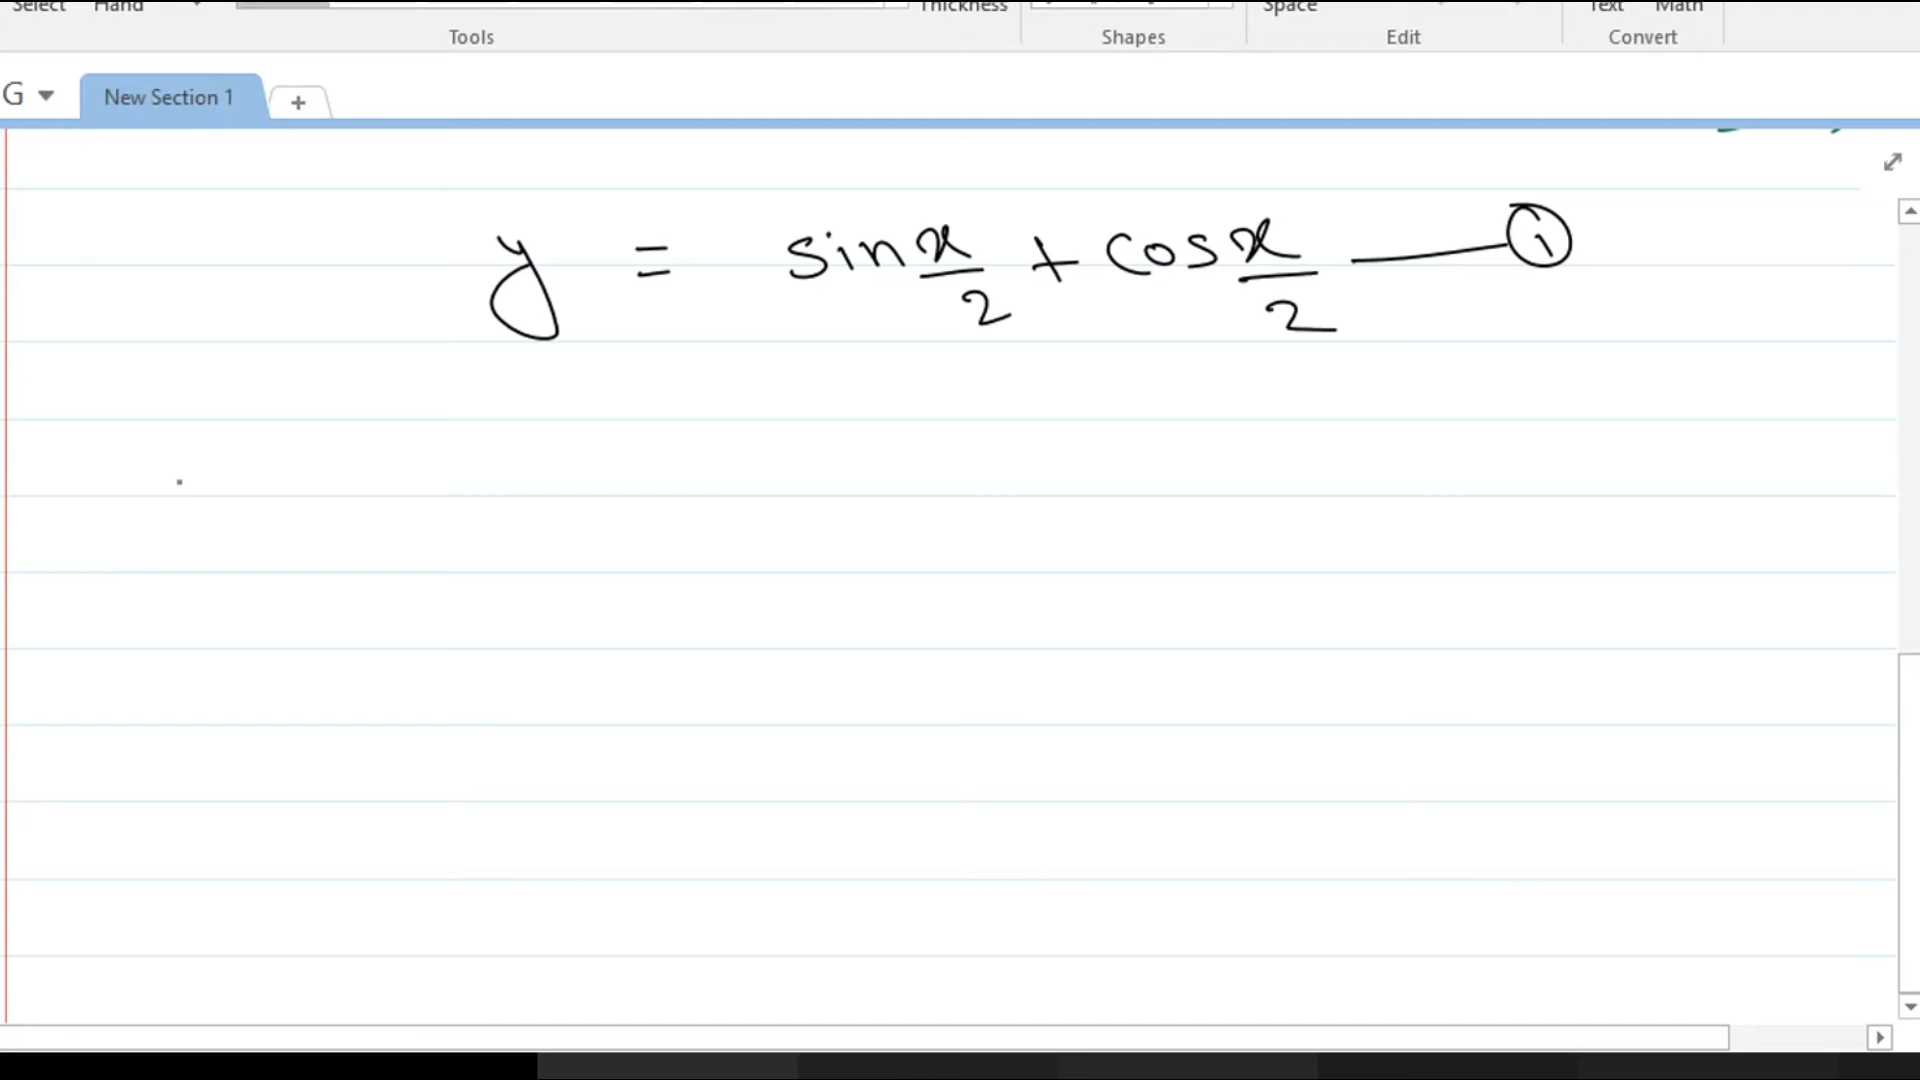 Select Hand Thickness Space Text Math
Tools Shapes Edit Convert
G New Section 1 +
y = sin x/2 + cos x/2 — ①